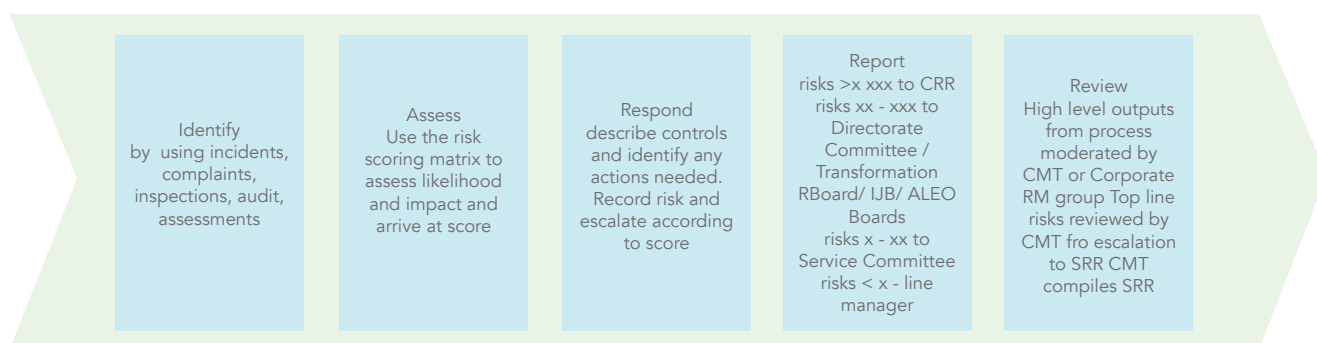 Identify
by  using incidents,
complaints,
inspections, audit,
assessments
Assess
Use the risk
scoring matrix to
assess likelihood
and impact and
arrive at score
Respond
describe controls
and identify any
actions needed.
Record risk and
escalate according
to score
Report
risks >x xxx to CRR
risks xx - xxx to
Directorate
Committee /
Transformation
RBoard/ IJB/ ALEO
Boards
risks x - xx to
Service Committee
risks < x - line
manager
Review
High level outputs
from process
moderated by
CMT or Corporate
RM group Top line
risks reviewed by
CMT fro escalation
to SRR CMT
compiles SRR